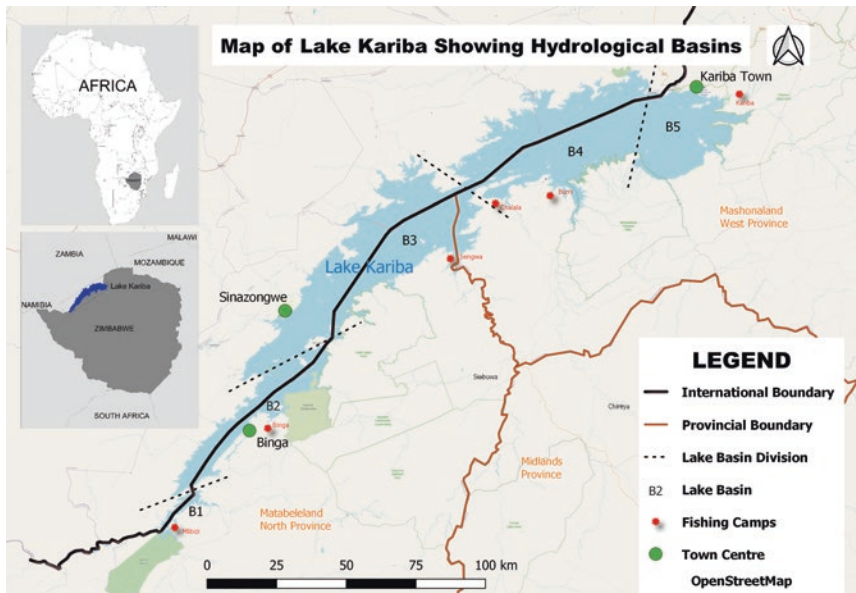 Map of Lake Kariba Showing Hydrological Basins
AFRICA
Kariba Town
Kariba
B5
B4
Bumi
Chalala
Mashonaland
West Province
MALAWI
ZAMBIA
MOZAMBIQUE
Lake Kariba
NAMIBIA
ZIMBABWE
SOUTH AFRICA
B3
Lake Kariba
Sengwa
Sinazongwe
Siabuwa
Chireya
B2
Binga
Binga
Midlands
Province
B1
Mlibizi
Matabeleland
North Province
LEGEND
International Boundary
Provincial Boundary
Lake Basin Division
B2 Lake Basin
Fishing Camps
Town Centre
OpenStreetMap
0 25 50 75 100 km